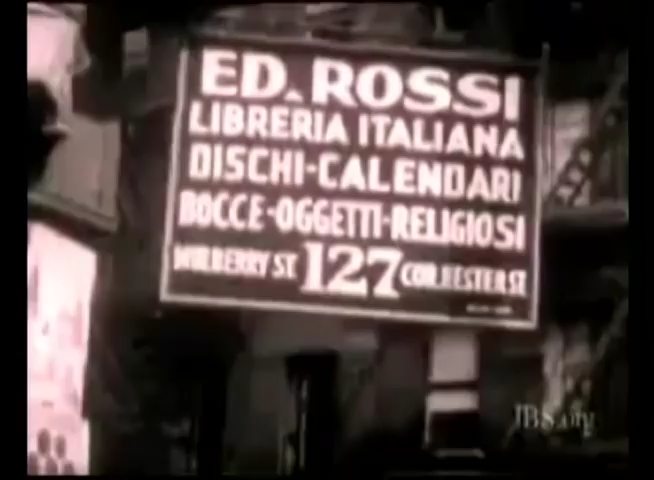 ED. ROSSI
LIBRERIA ITALIANA
DISCHI-CALENDARI
BOCCE-OGGETTI-RELIGIOSI
MULBERRY ST. 127 COR. HESTER ST.
JBS.org